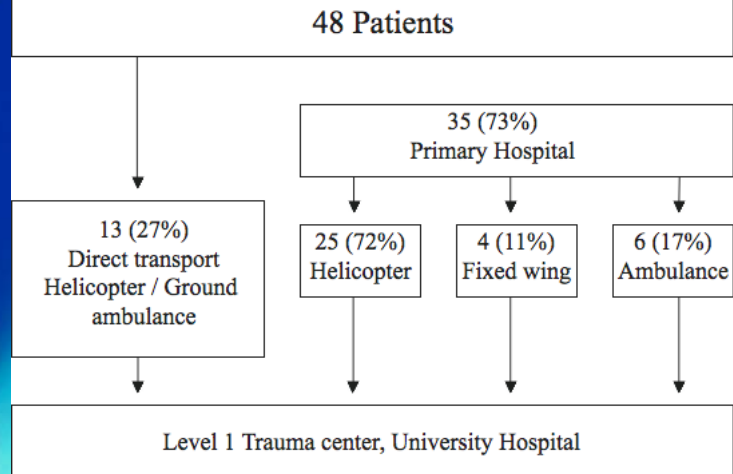 48 Patients
35 (73%)
Primary Hospital
13 (27%)
Direct transport
Helicopter / Ground
ambulance
25 (72%)
Helicopter
4 (11%)
Fixed wing
6 (17%)
Ambulance
Level 1 Trauma center, University Hospital